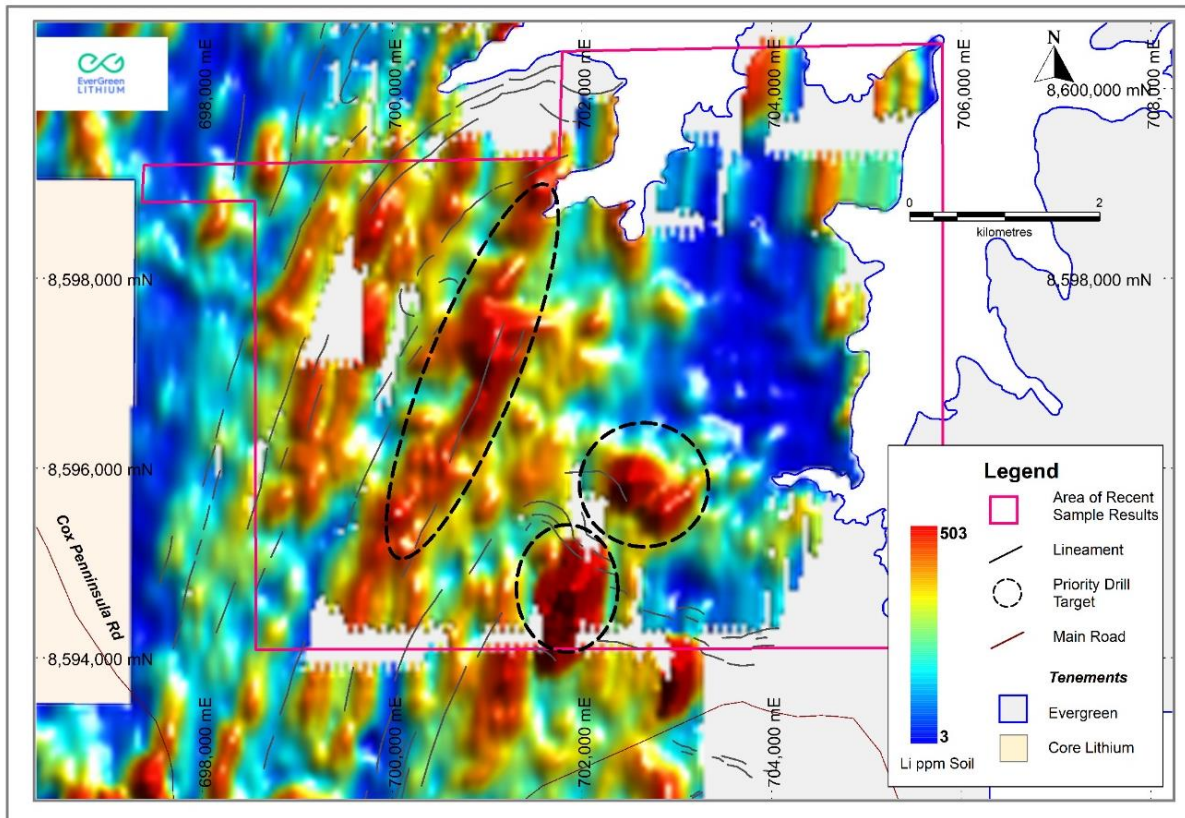 EverGreen
LITHIUM
698,000 mE
700,000 mE
702,000 mE
704,000 mE
706,000 mE
708,000 mE
N
8,600,000 mN
0 2
kilometres
8,598,000 mN
8,598,000 mN
8,596,000 mN
8,594,000 mN
Cox Penninsula Rd
698,000 mE
700,000 mE
702,000 mE
704,000 mE
Legend
503
3
Li ppm Soil
Area of Recent
Sample Results
Lineament
Priority Drill
Target
Main Road
Tenements
Evergreen
Core Lithium